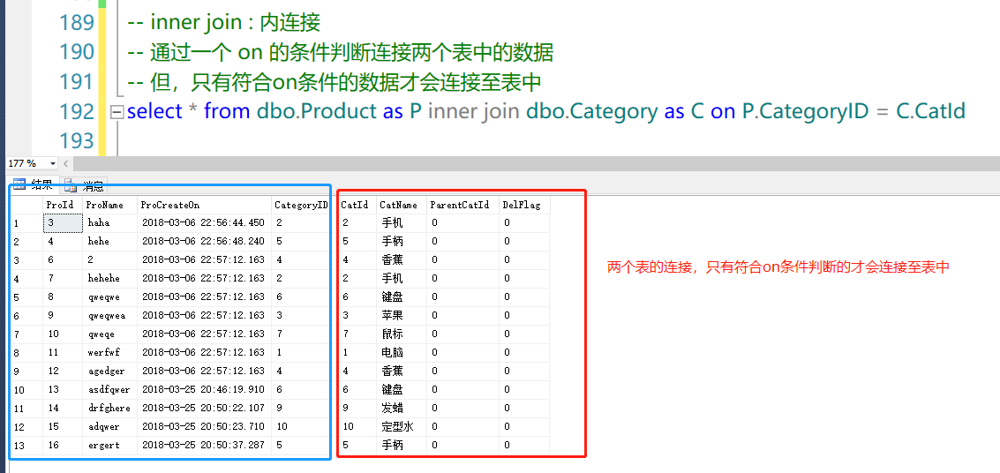 189 -- inner join : 内连接
190 -- 通过一个 on 的条件判断连接两个表中的数据
191 -- 但，只有符合on条件的数据才会连接至表中
192 select * from dbo.Product as P inner join dbo.Category as C on P.CategoryID = C.CatId
193
177 %
结果 消息
ProId ProName ProCreateOn CategoryID CatId CatName ParentCatId DelFlag
1 3 haha 2018-03-06 22:56:44.450 2 2 手机 0 0
2 4 hehe 2018-03-06 22:56:48.240 5 5 手柄 0 0
3 6 2 2018-03-06 22:57:12.163 4 4 香蕉 0 0
两个表的连接，只有符合on条件判断的才会连接至表中
4 7 hehehe 2018-03-06 22:57:12.163 2 2 手机 0 0
5 8 qweqwe 2018-03-06 22:57:12.163 6 6 键盘 0 0
6 9 qweqwea 2018-03-06 22:57:12.163 3 3 苹果 0 0
7 10 qweqe 2018-03-06 22:57:12.163 7 7 鼠标 0 0
8 11 werfwf 2018-03-06 22:57:12.163 1 1 电脑 0 0
9 12 agedger 2018-03-06 22:57:12.163 4 4 香蕉 0 0
10 13 asdfqwer 2018-03-25 20:46:19.910 6 6 键盘 0 0
11 14 drfghere 2018-03-25 20:50:22.107 9 9 发蜡 0 0
12 15 adqwer 2018-03-25 20:50:23.710 10 10 定型水 0 0
13 16 ergert 2018-03-25 20:50:37.287 5 5 手柄 0 0